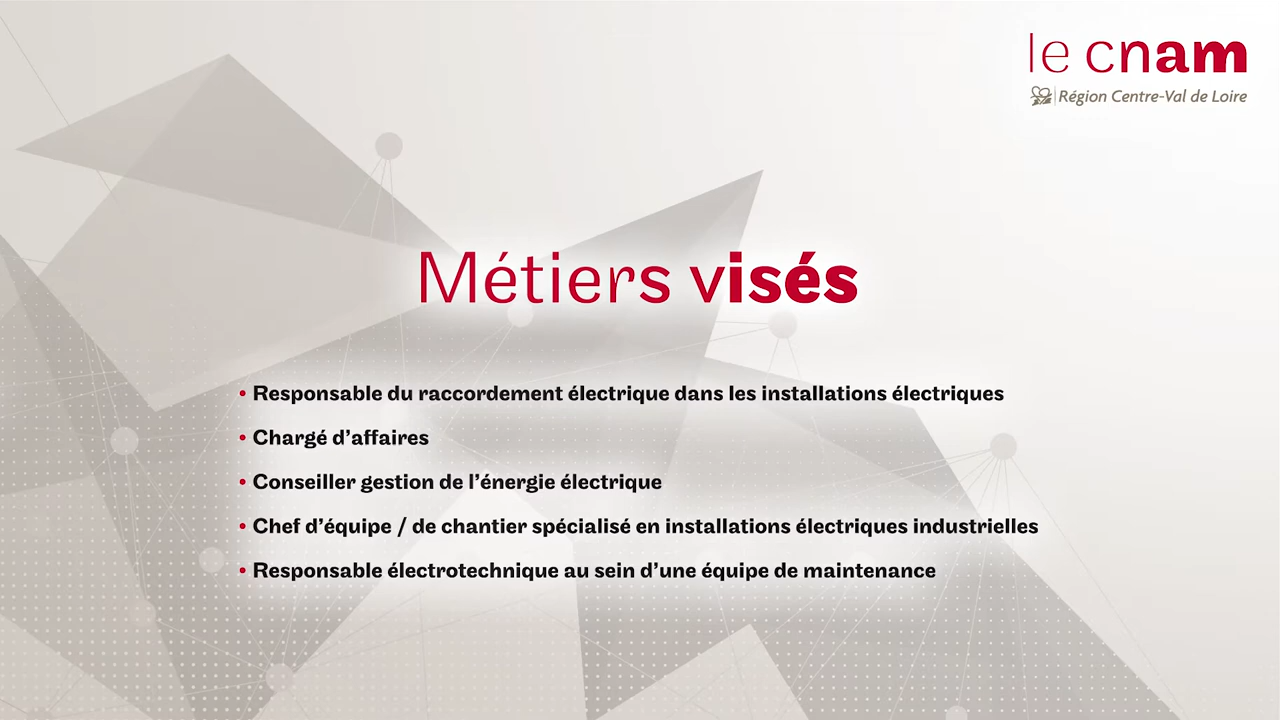 le cnam
Région Centre-Val de Loire
Métiers visés
• Responsable du raccordement électrique dans les installations électriques
• Chargé d’affaires
• Conseiller gestion de l’énergie électrique
• Chef d’équipe / de chantier spécialisé en installations électriques industrielles
• Responsable électrotechnique au sein d’une équipe de maintenance